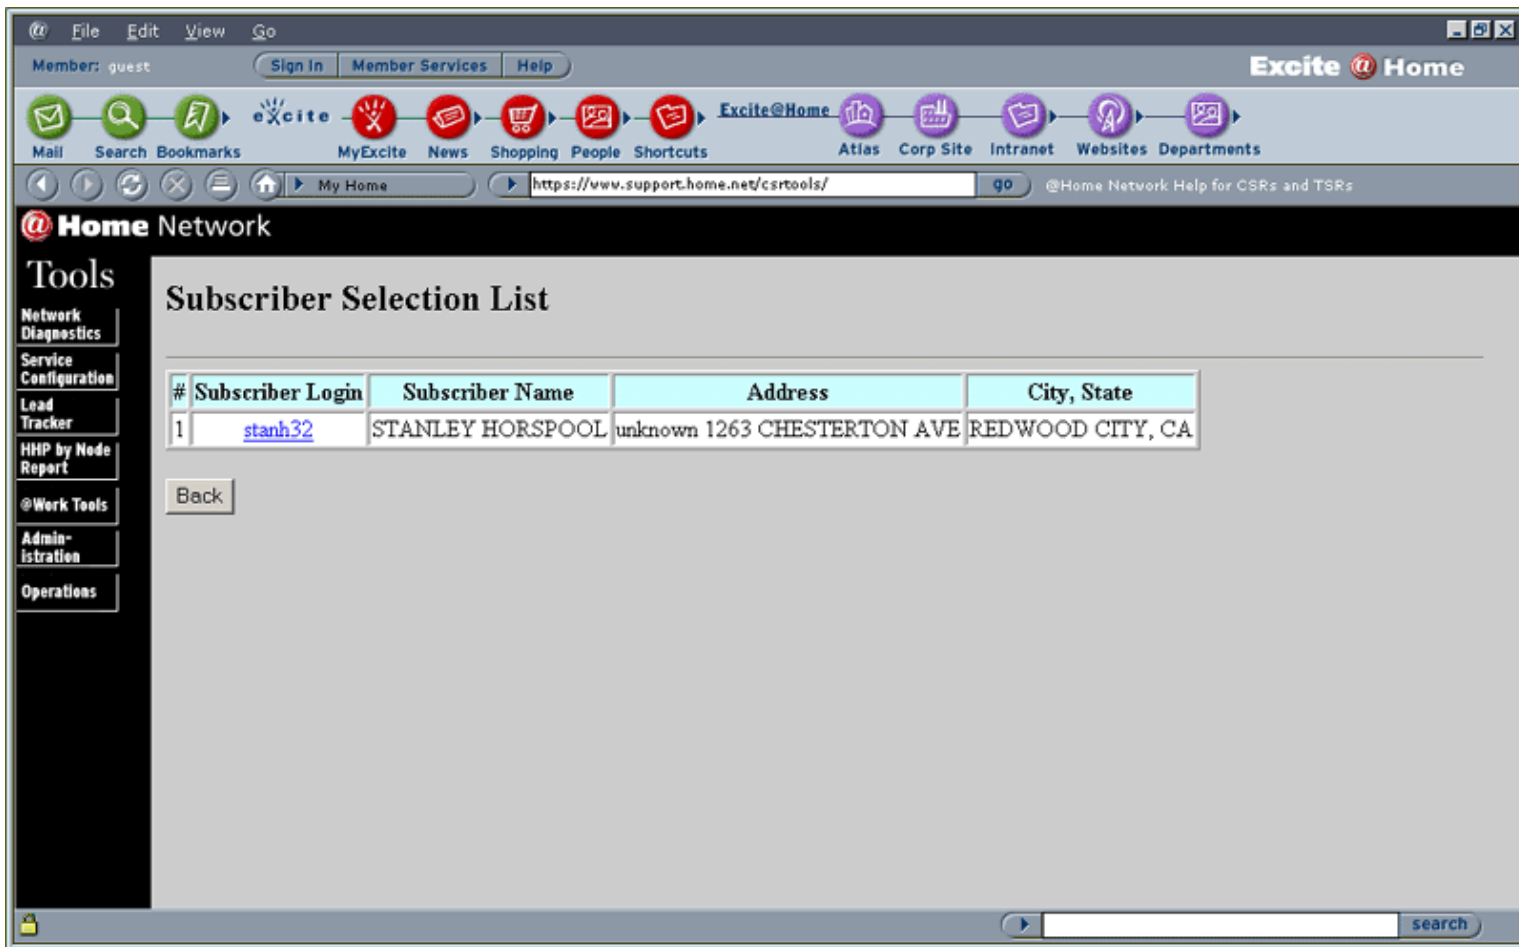 @ File Edit View Go
Member: guest Sign In Member Services Help Excite @ Home
excite Excite@Home
Mail Search Bookmarks MyExcite News Shopping People Shortcuts Atlas Corp Site Intranet Websites Departments
My Home https://www.support.home.net/csrtools/ go @Home Network Help for CSRs and TSRs
@Home Network
Tools
Network
Diagnostics
Service
Configuration
Lead
Tracker
HHP by Node
Report
@Work Tools
Admin-
istration
Operations
Subscriber Selection List
# Subscriber Login Subscriber Name Address City, State
1 stanh32 STANLEY HORSPOOL unknown 1263 CHESTERTON AVE REDWOOD CITY, CA
Back
search